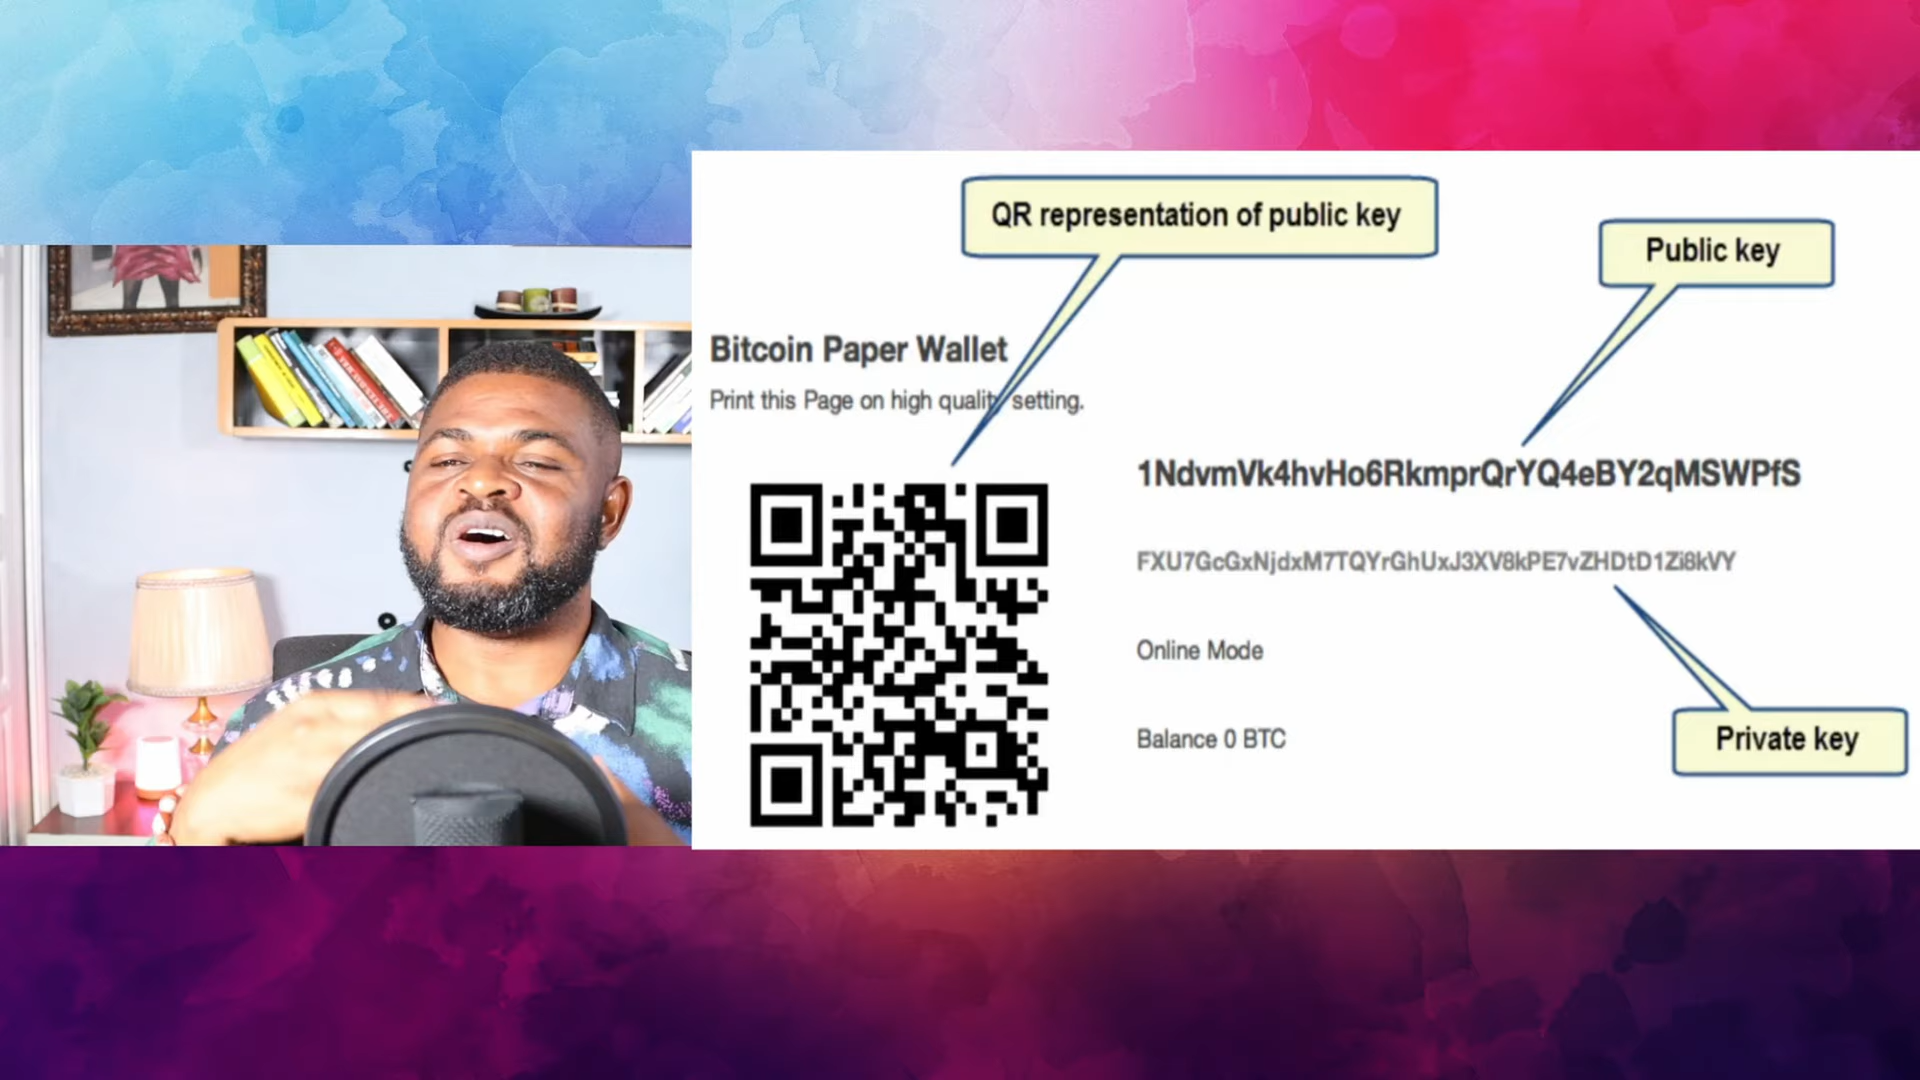 QR representation of public key
Public key
Bitcoin Paper Wallet
Print this Page on high quality setting.
1NdvmVk4hvHo6RkmprQrYQ4eBY2qMSWPfS
FXU7GcGxNjdxM7TQYrGhUxJ3XV8kPE7vZHDtD1Zi8kVY
Online Mode
Balance 0 BTC
Private key